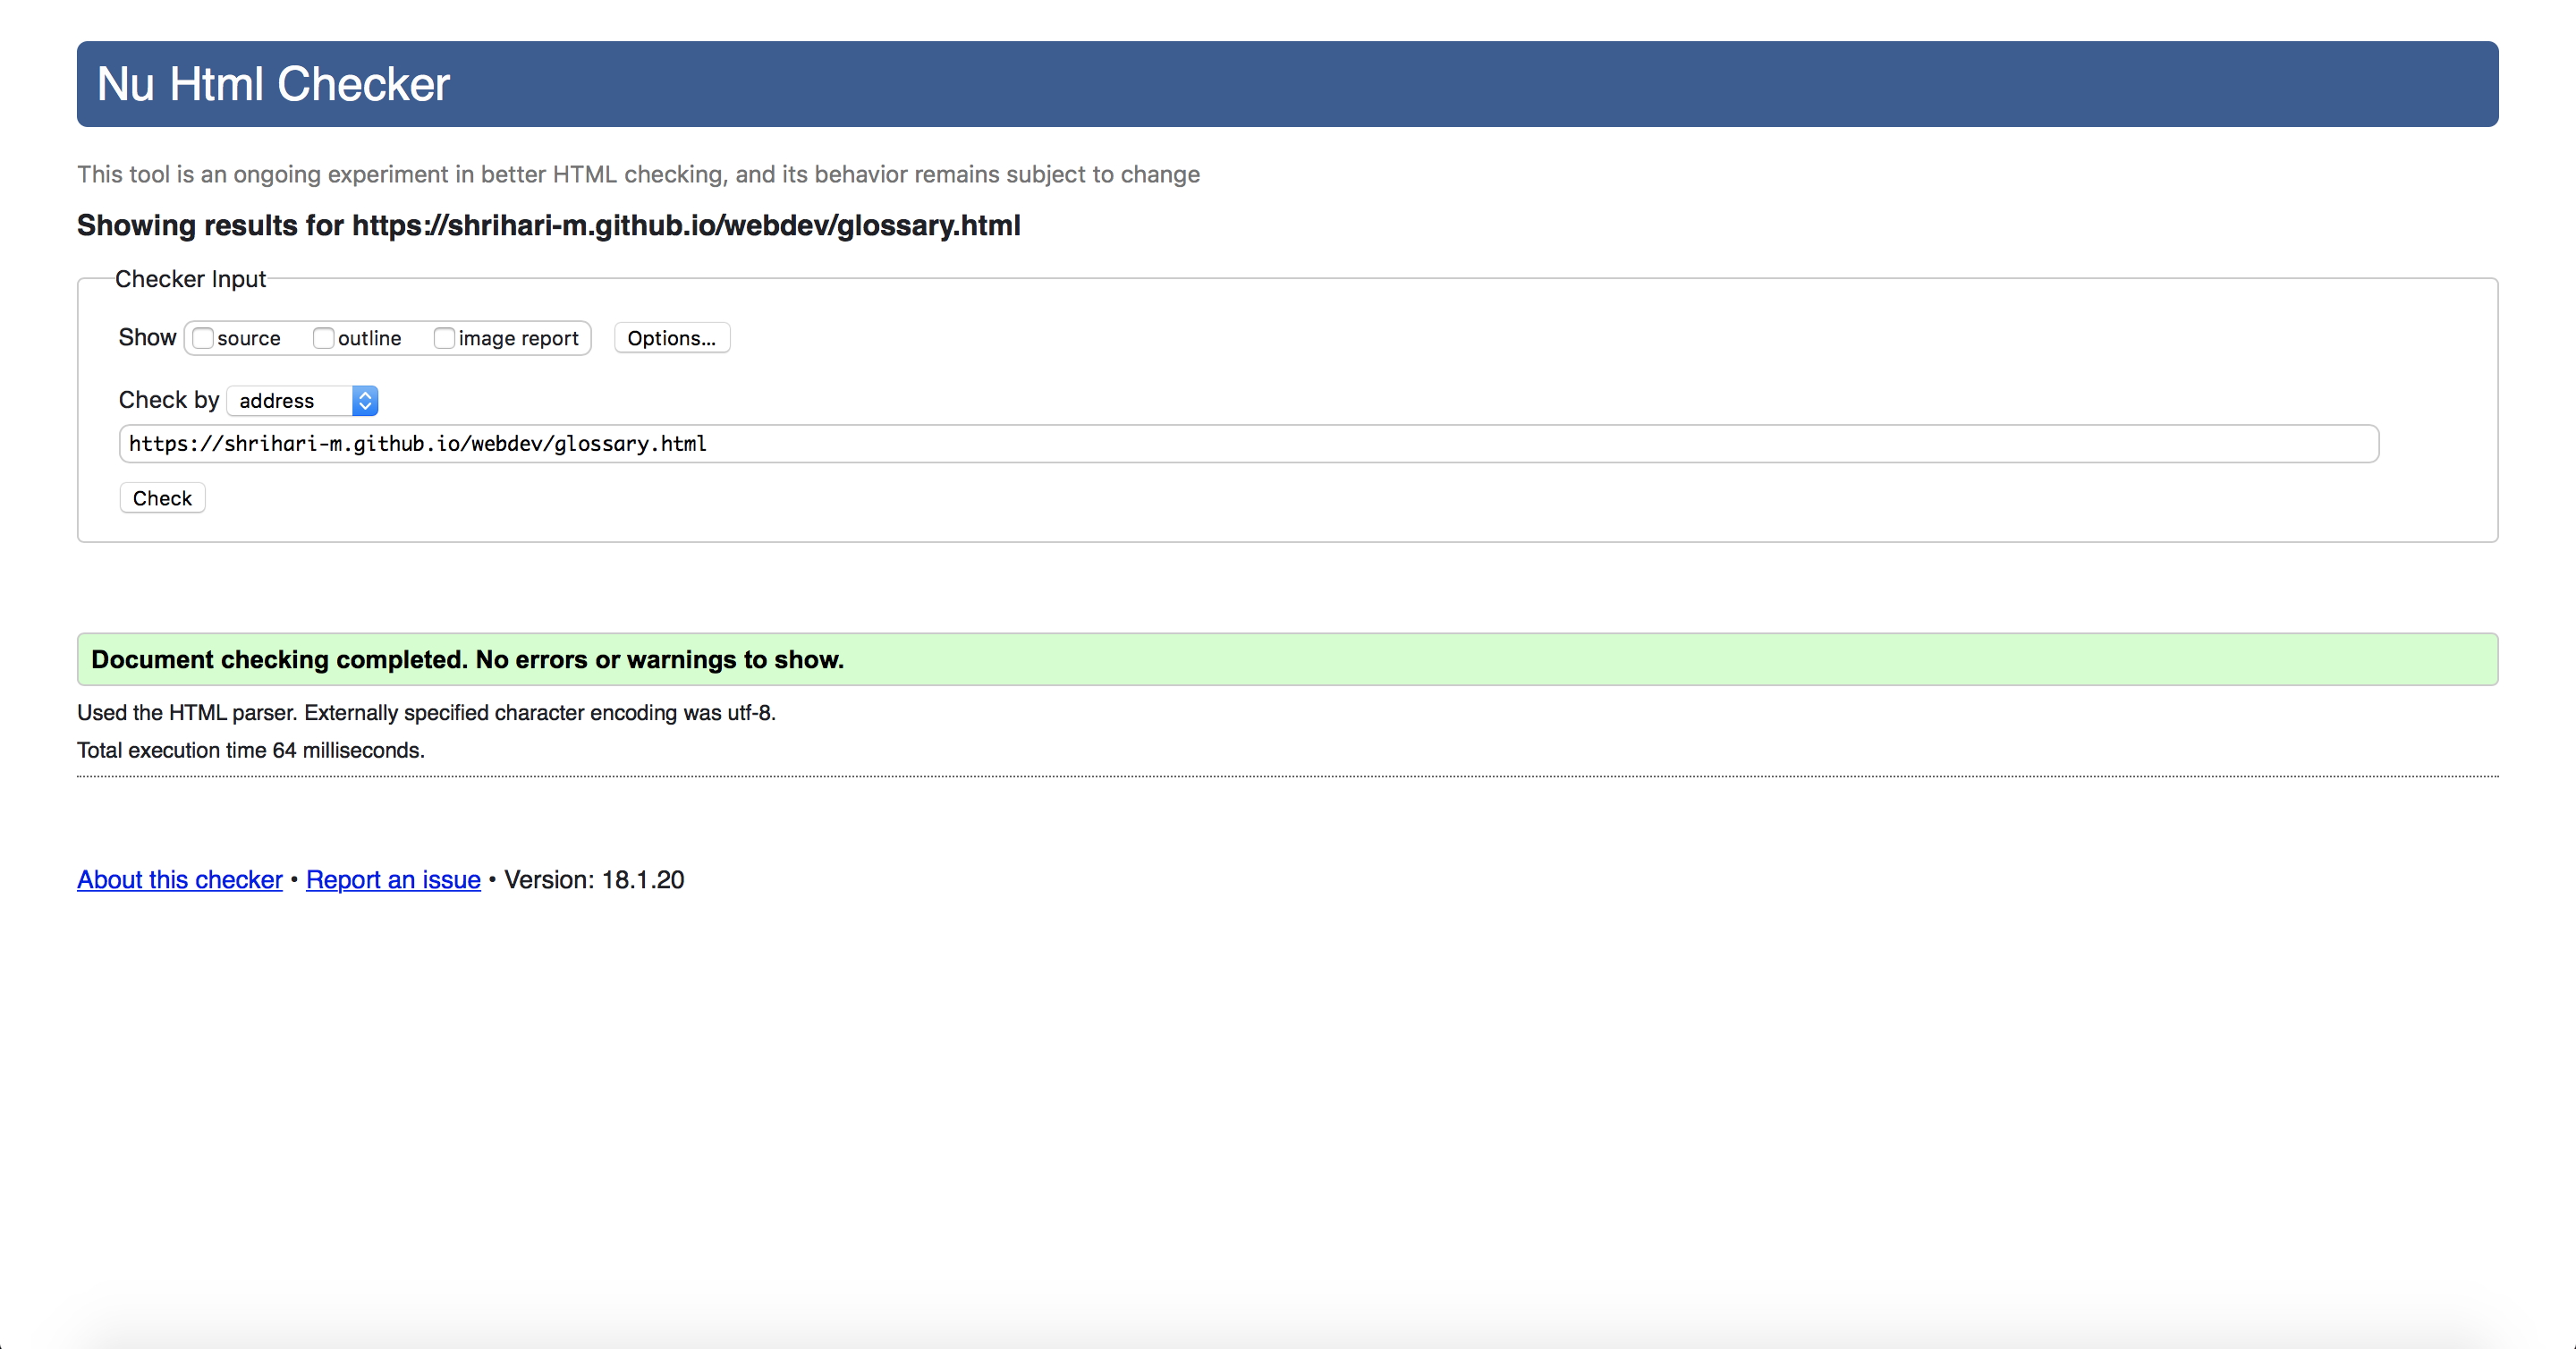 Nu Html Checker
This tool is an ongoing experiment in better HTML checking, and its behavior remains subject to change
Showing results for https://shrihari-m.github.io/webdev/glossary.html
Checker Input
Show source outline image report Options...
Check by address
https://shrihari-m.github.io/webdev/glossary.html
Check
Document checking completed. No errors or warnings to show.
Used the HTML parser. Externally specified character encoding was utf-8.
Total execution time 64 milliseconds.
About this checker • Report an issue • Version: 18.1.20